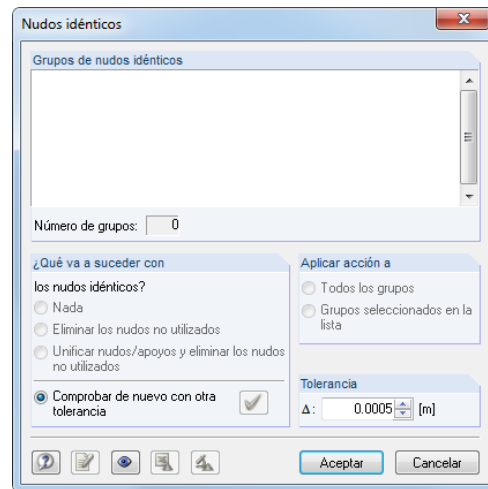 Nudos idénticos
Grupos de nudos idénticos
Número de grupos: 0
¿Qué va a suceder con
los nudos idénticos?
Nada
Eliminar los nudos no utilizados
Unificar nudos/apoyos y eliminar los nudos
no utilizados
Comprobar de nuevo con otra
tolerancia
Aplicar acción a
Todos los grupos
Grupos seleccionados en la
lista
Tolerancia
Δ : 0.0005 [m]
Aceptar Cancelar